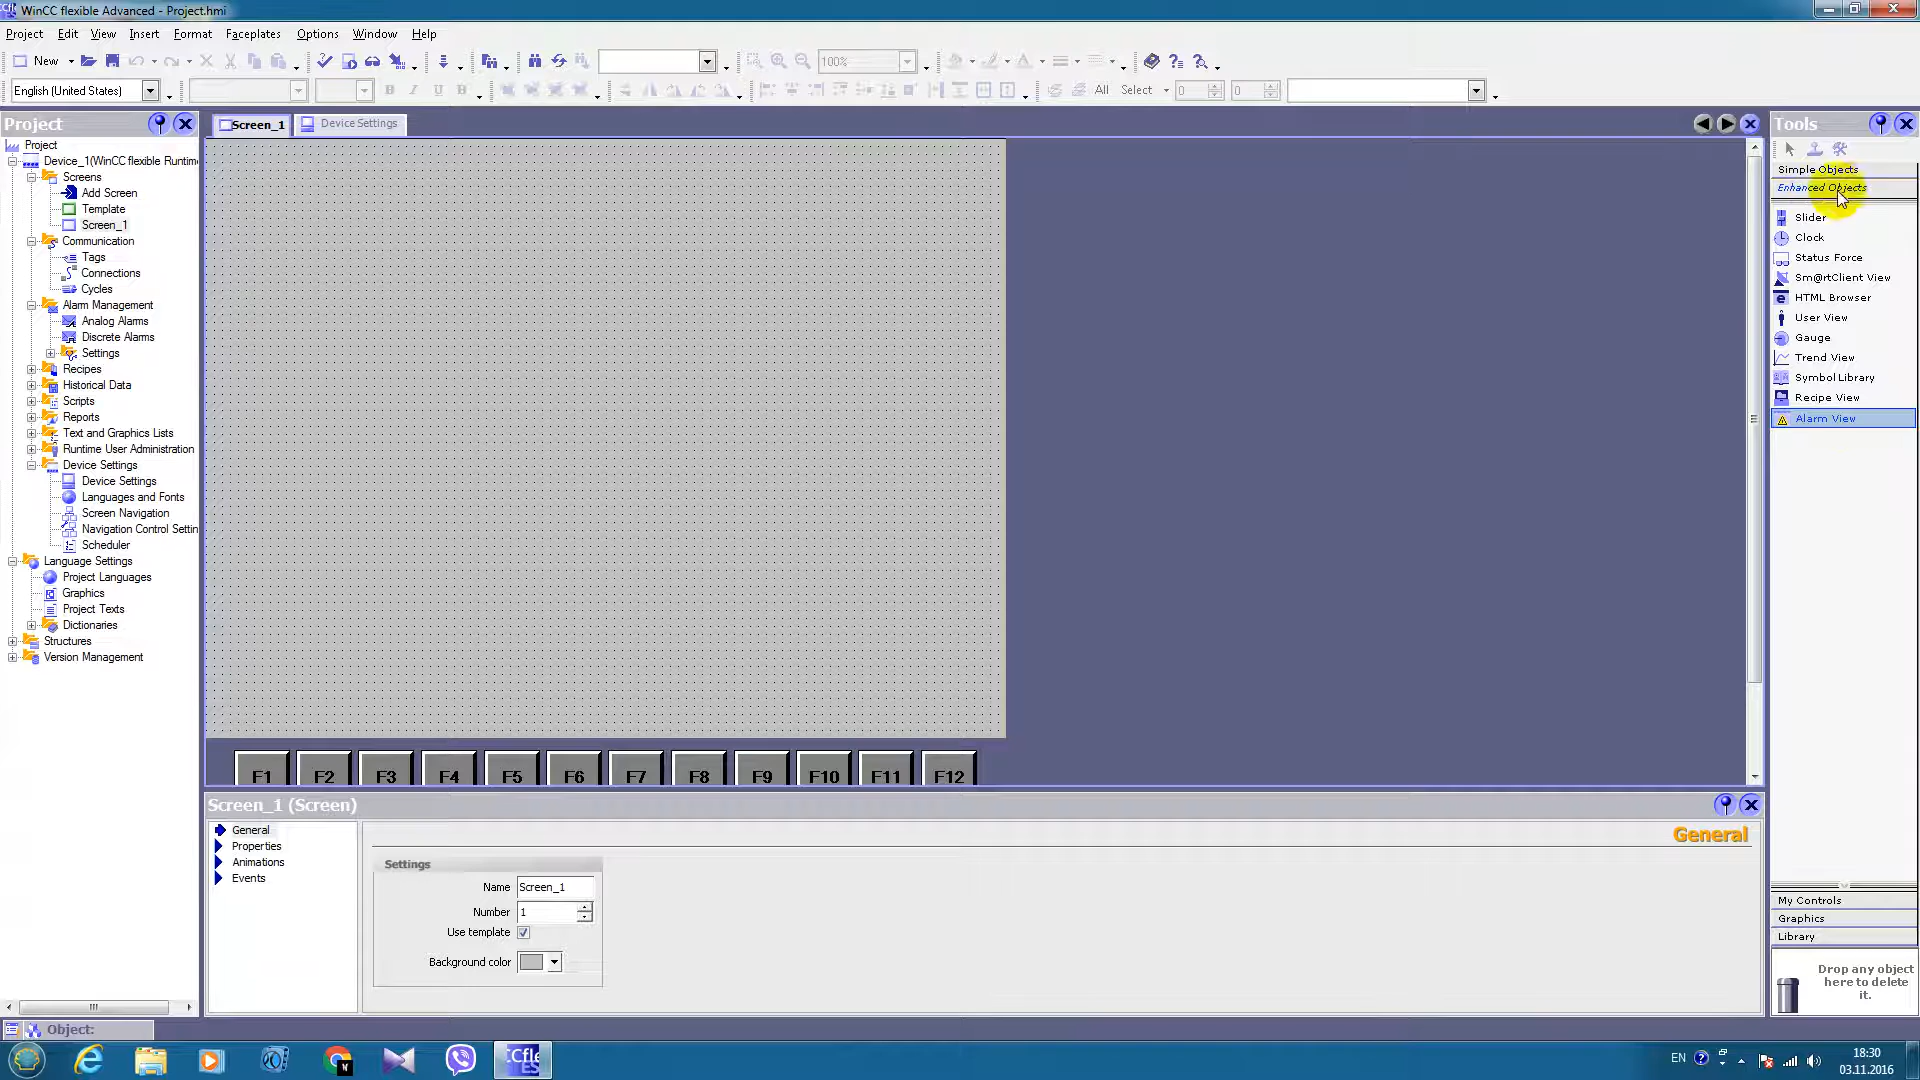 WinCC flexible Advanced - Project.hmi
Project Edit View Insert Format Faceplates Options Window Help
New 100%
English (United States) B I U B All Select 0 0
Project
Project
Device_1(WinCC flexible Runtim
Screens
Add Screen
Template
Screen_1
Communication
Tags
Connections
Cycles
Alarm Management
Analog Alarms
Discrete Alarms
Settings
Recipes
Historical Data
Scripts
Reports
Text and Graphics Lists
Runtime User Administration
Device Settings
Device Settings
Languages and Fonts
Screen Navigation
Navigation Control Settin
Scheduler
Language Settings
Project Languages
Graphics
Project Texts
Dictionaries
Structures
Version Management
Object:
Screen_1 Device Settings
F1 F2 F3 F4 F5 F6 F7 F8 F9 F10 F11 F12
Screen_1 (Screen)
General
Properties
Animations
Events
General
Settings
Name Screen_1
Number 1
Use template
Background color
Tools
Simple Objects
Enhanced Objects
Slider
Clock
Status Force
Sm@rtClient View
HTML Browser
User View
Gauge
Trend View
Symbol Library
Recipe View
Alarm View
My Controls
Graphics
Library
Drop any object
here to delete
it.
EN
18:30
03.11.2016